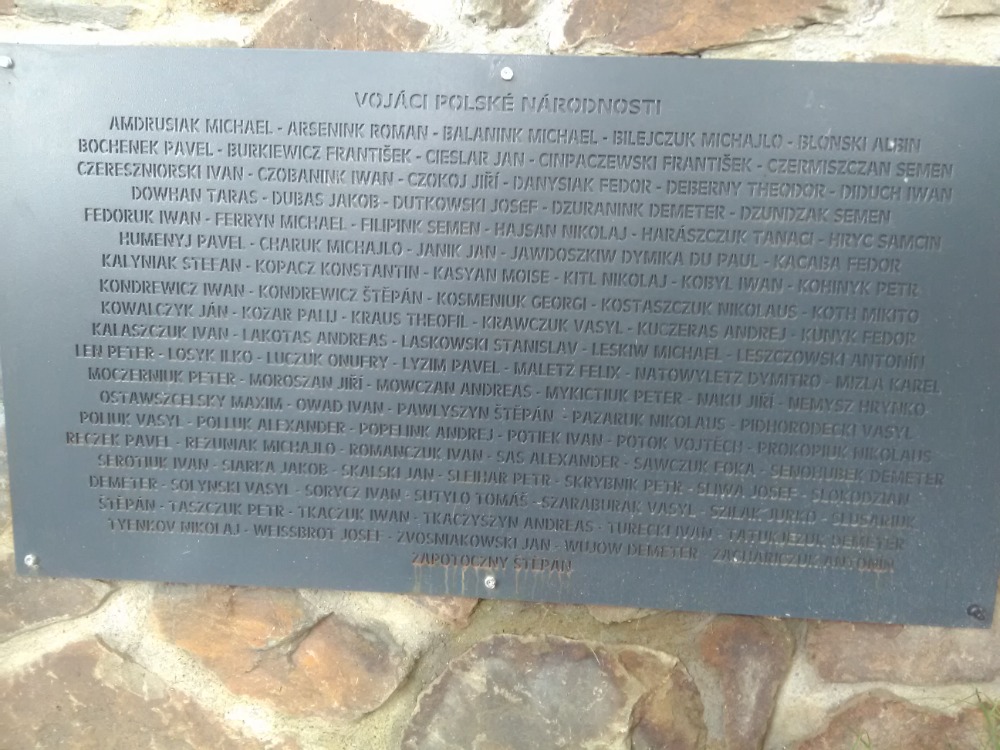 VOJÁCI POLSKÉ NÁRODNOSTI
AMDRUSIAK MICHAEL - ARSENINK ROMAN - BALANINK MICHAEL - BILEJCZUK MICHAJLO - BLONSKI ALBIN
BOCHENEK PAVEL - BURKIEWICZ FRANTIŠEK - CIESLAR JAN - CINPACZEWSKI FRANTIŠEK - CZERMISZCZAN SEMEN
CZERESZNIORSKI IVAN - CZOBANINK IWAN - CZOKOJ JIŘÍ - DANYSIAK FEDOR - DEBERNY THEODOR - DIDUCH IWAN
DOWHAN TARAS - DUBAS JAKOB - DUTKOWSKI JOSEF - DZURANINK DEMETER - DZUNDZAK SEMEN
FEDORUK IWAN - FERRYN MICHAEL - FILIPINK SEMEN - HAJSAN NIKOLAJ - HARÁSZCZUK TANACI - HRYC SAMCIN
HUMENYJ PAVEL - CHARUK MICHAJLO - JANIK JAN - JAWDOSZKIW DYMIKA DU PAUL - KACABA FEDOR
KALYNIAK STEFAN - KOPACZ KONSTANTIN - KASYAN MOISE - KITL NIKOLAJ - KOBYL IWAN - KOHINYK PETR
KONDREWICZ IWAN - KONDREWICZ ŠTĚPÁN - KOSMENIUK GEORGI - KOSTASZCZUK NIKOLAUS - KOTH MIKITO
KOWALCZYK JÁN - KOZAR PALIJ - KRAUS THEOFIL - KRAWCZUK VASYL - KUCZERAS ANDREJ - KUNYK FEDOR
KALASZCZUK IVAN - LAKOTAS ANDREAS - LASKOWSKI STANISLAV - LESKIW MICHAEL - LESZCZOWSKI ANTONÍN
LEN PETER - LOSYK ILKO - LUCZUK ONUFRY - LYZIM PAVEL - MALETZ FELIX - NATOWYLETZ DYMITRO - MIZLA KAREL
MOCZERNIUK PETER - MOROSZAN JIŘÍ - MOWCZAN ANDREAS - MYKICTIUK PETER - NAKU JIŘÍ - NEMYSZ HRYNKO
OSTAWSZCELSKY MAXIM - OWAD IVAN - PAWLYSZYN ŠTĚPÁN - PAZARUK NIKOLAUS - PIDHORODECKI VASYL
POLIUK VASYL - POLLUK ALEXANDER - POPELINK ANDREJ - POTIEK IVAN - POTOK VOJTĚCH - PROKOPIUK NIKOLAUS
RECZEK PAVEL - REZUNIAK MICHAJLO - ROMANCZUK IVAN - SAS ALEXANDER - SAWCZUK FOKA - SENOHUBEK DEMETER
SEROTIUK IVAN - SIARKA JAKOB - SKALSKI JAN - SLEIHAR PETR - SKRYBNIK PETR - SLIWA JOSEF - SLOKODZIAN
DEMETER - SOLYNSKI VASYL - SORYCZ IVAN - SUTYLO TOMÁŠ - SZARABURAK VASYL - SZILAK JURKO - SLUSARIUK
ŠTĚPÁN - TASZCZUK PETR - TKACZUK IWAN - TKACZYSZYN ANDREAS - TURECKI IVAN - TATUKJEZUK DEMETER
TYENKOV NIKOLAJ - WEISSBROT JOSEF - ZVOSNIAKOWSKI JAN - WUJOW DEMETER - ZACHARICZUK ANTONÍN
ZAPOTOCZNY ŠTĚPÁN